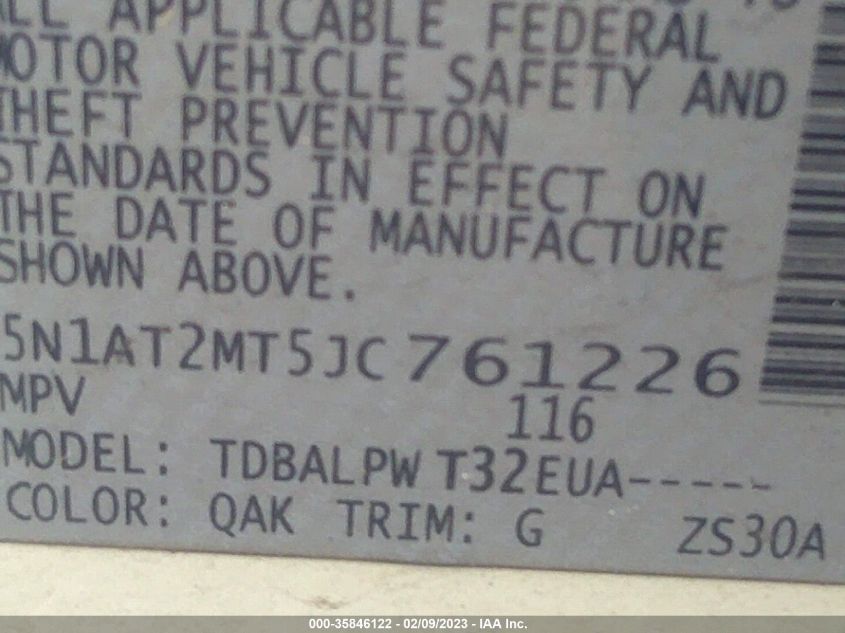 ALL APPLICABLE FEDERAL
MOTOR VEHICLE SAFETY AND
THEFT PREVENTION
STANDARDS IN EFFECT ON
THE DATE OF MANUFACTURE
SHOWN ABOVE.
5N1AT2MT5JC761226
MPV 116
MODEL: TDBALPW T32EUA-----
COLOR: QAK TRIM: G ZS30A
000-35846122 - 02/09/2023 - IAA Inc.